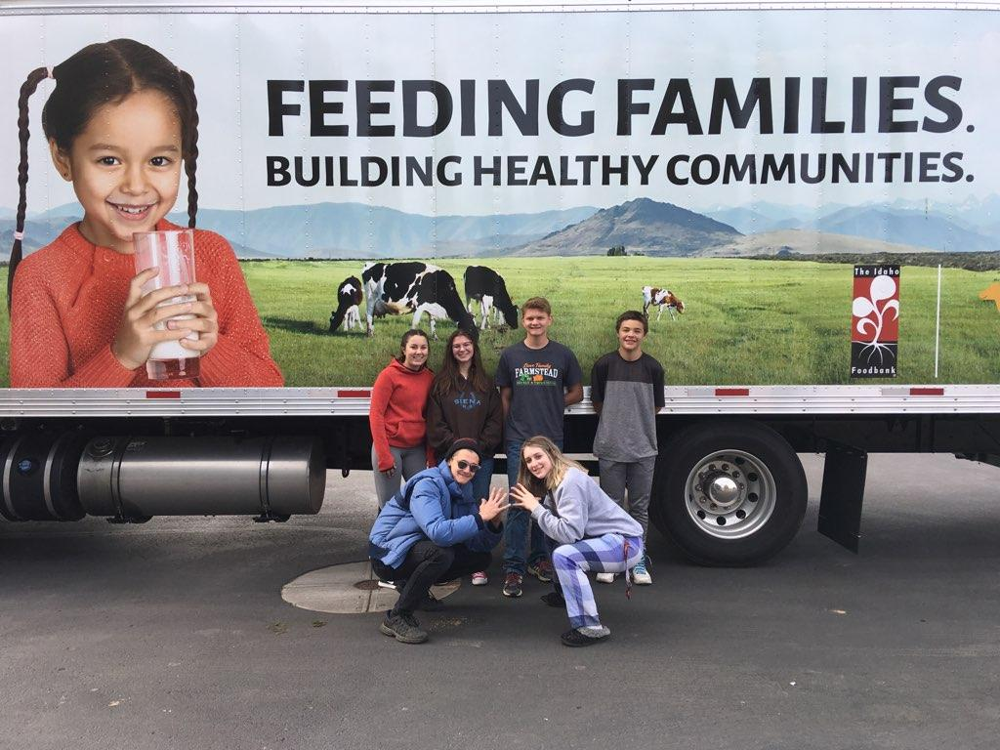 FEEDING FAMILIES.
BUILDING HEALTHY COMMUNITIES.
The Idaho
Foodbank
FARMSTEAD
SIENA